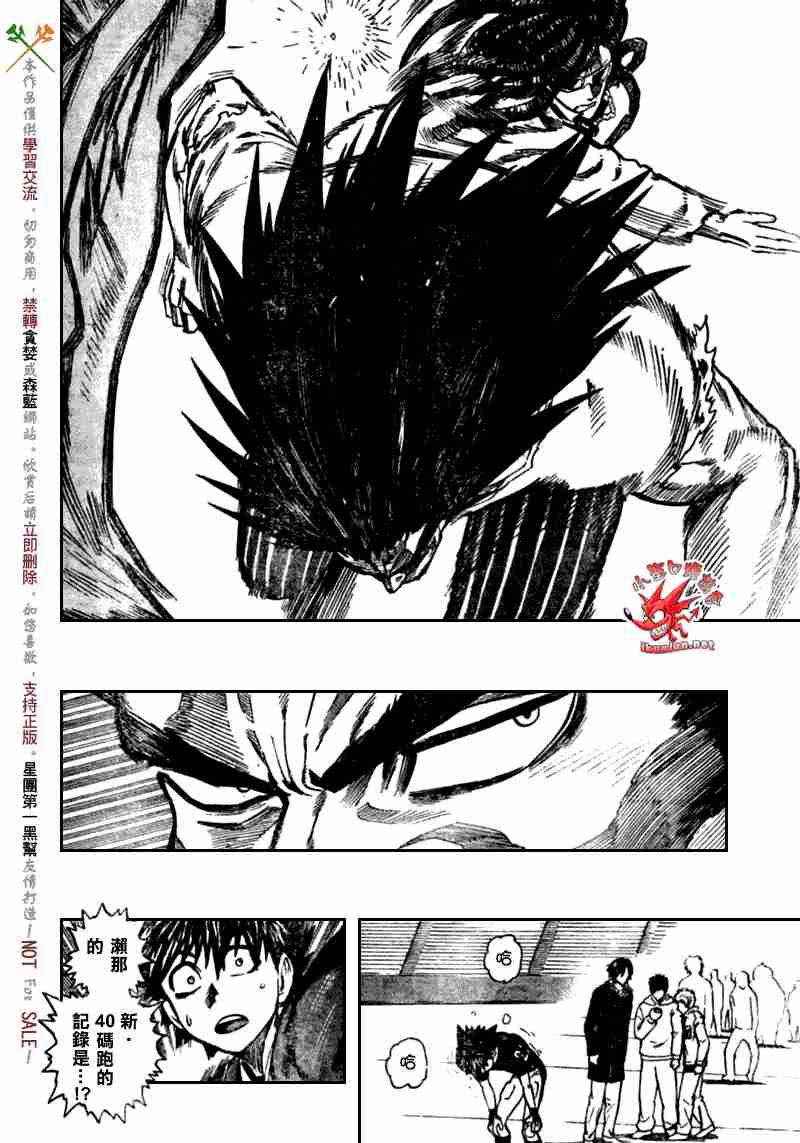 本作品僅供學習交流，切勿商用，禁轉貪婪或森藍網站。欣賞后請立即刪除，如您喜歡，支持正版。星團第一黑幫友情打造—NOT For SALE—
ikanman.net
哈
哈
瀨那
的
新．
40碼跑的
記錄是…!?